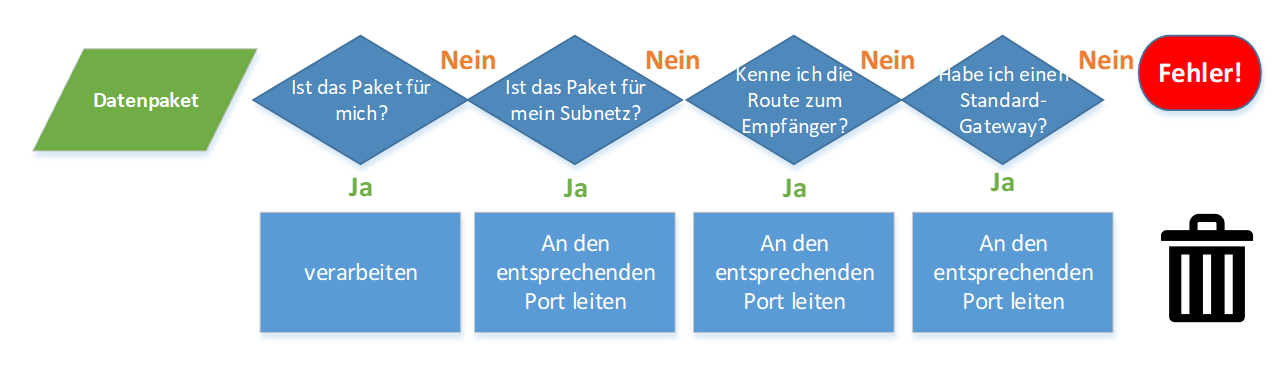 Datenpaket
Ist das Paket für
mich?
Nein
Ist das Paket für
mein Subnetz?
Nein
Kenne ich die
Route zum
Empfänger?
Nein
Habe ich einen
Standard-
Gateway?
Nein
Fehler!
Ja
Ja
Ja
Ja
verarbeiten
An den
entsprechenden
Port leiten
An den
entsprechenden
Port leiten
An den
entsprechenden
Port leiten